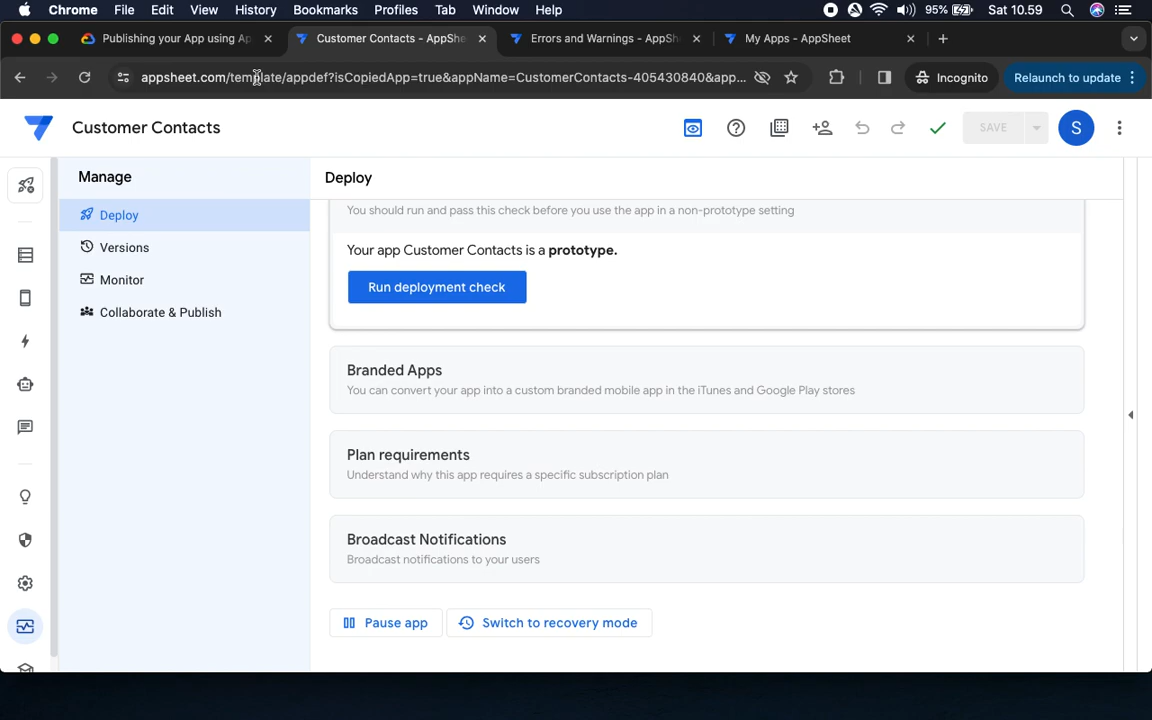 Chrome File Edit View History Bookmarks Profiles Tab Window Help 95% Sat 10.59
Publishing your App using Ap
Customer Contacts - AppShe
Errors and Warnings - AppSh
My Apps - AppSheet
appsheet.com/template/appdef?isCopiedApp=true&appName=CustomerContacts-405430840&app...
Incognito
Relaunch to update
Customer Contacts
SAVE
S
Manage
Deploy
Versions
Monitor
Collaborate & Publish
Deploy
You should run and pass this check before you use the app in a non-prototype setting
Your app Customer Contacts is a prototype.
Run deployment check
Branded Apps
You can convert your app into a custom branded mobile app in the iTunes and Google Play stores
Plan requirements
Understand why this app requires a specific subscription plan
Broadcast Notifications
Broadcast notifications to your users
Pause app
Switch to recovery mode